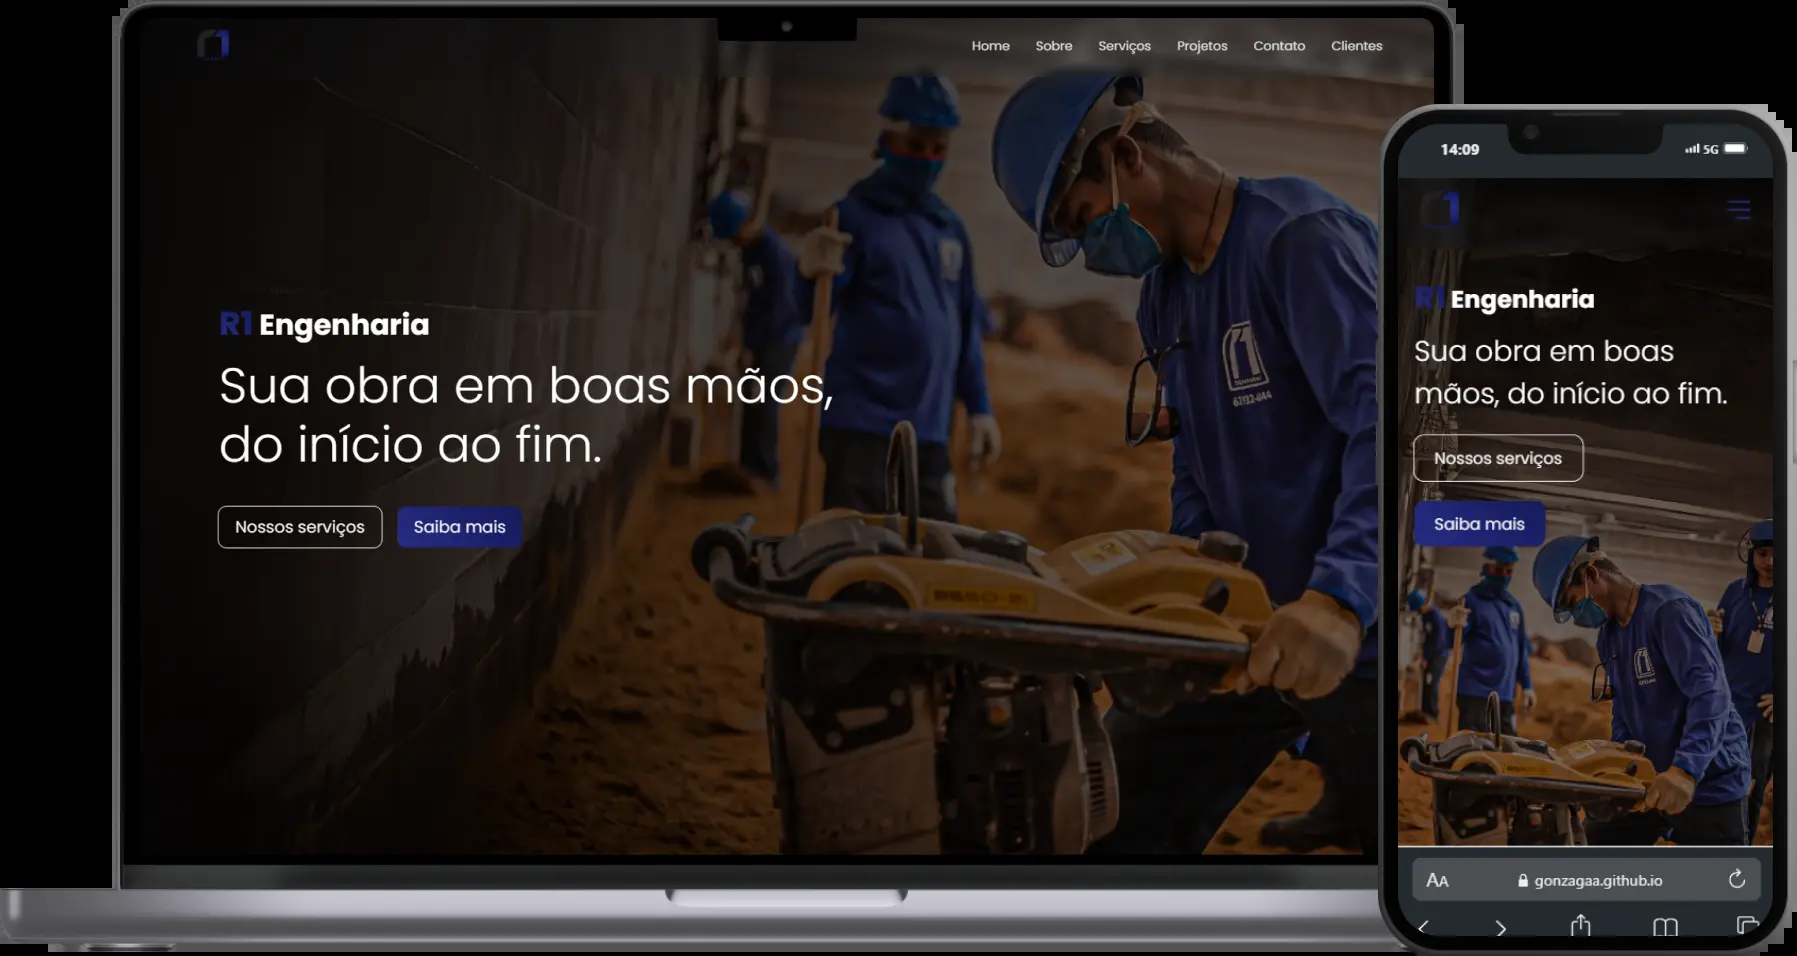 Home Sobre Serviços Projetos Contato Clientes
R1 Engenharia
Sua obra em boas mãos,
do início ao fim.
Nossos serviços Saiba mais
14:09 5G
R1 Engenharia
Sua obra em boas
mãos, do início ao fim.
Nossos serviços
Saiba mais
AA gonzagaa.github.io